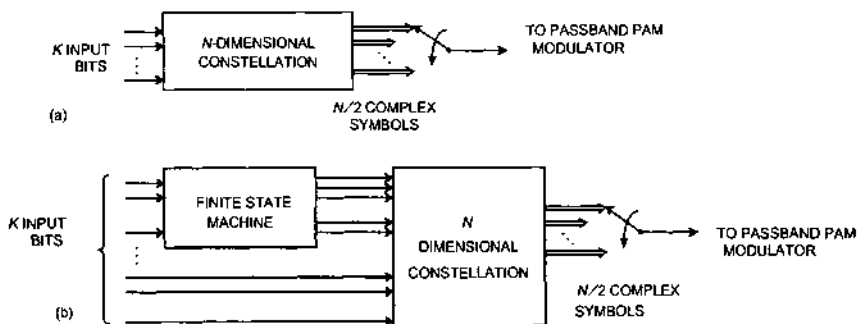 K INPUT
BITS
N-DIMENSIONAL
CONSTELLATION
TO PASSBAND PAM
MODULATOR
(a)
N/2 COMPLEX
SYMBOLS
K INPUT
BITS
FINITE STATE
MACHINE
N
DIMENSIONAL
CONSTELLATION
TO PASSBAND PAM
MODULATOR
N/2 COMPLEX
SYMBOLS
(b)